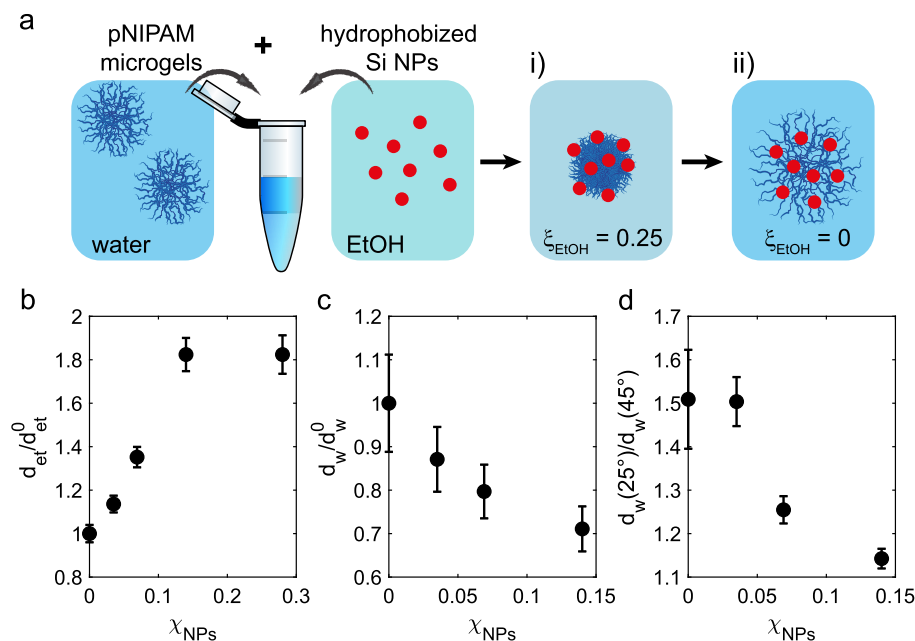 a
pNIPAM
microgels
+
hydrophobized
Si NPs
i)
ii)
water
EtOH
ξEtOH = 0.25
ξEtOH = 0
b
2
1.8
1.6
1.4
1.2
1
0.8
det/d0et
0
0.1
0.2
0.3
χNPs
c
1.2
1.1
1
0.9
0.8
0.7
0.6
dw/d0w
0
0.05
0.10
0.15
χNPs
d
1.7
1.6
1.5
1.4
1.3
1.2
1.1
dw(25°)/dw(45°)
0
0.05
0.1
0.15
χNPs